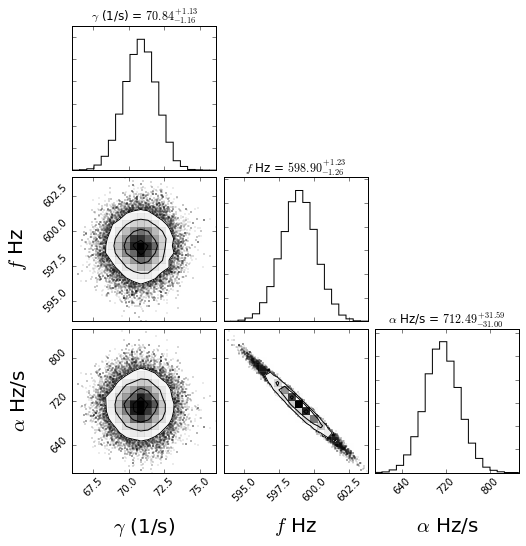 γ (1/s) = 70.84+1.13−1.16
f Hz = 598.90+1.23−1.26
602.5
600.0
597.5
595.0
f Hz
α Hz/s = 712.49+31.59−31.00
800
720
640
α Hz/s
67.5 70.0 72.5 75.0
595.0 597.5 600.0 602.5
640 720 800
γ (1/s)
f Hz
α Hz/s